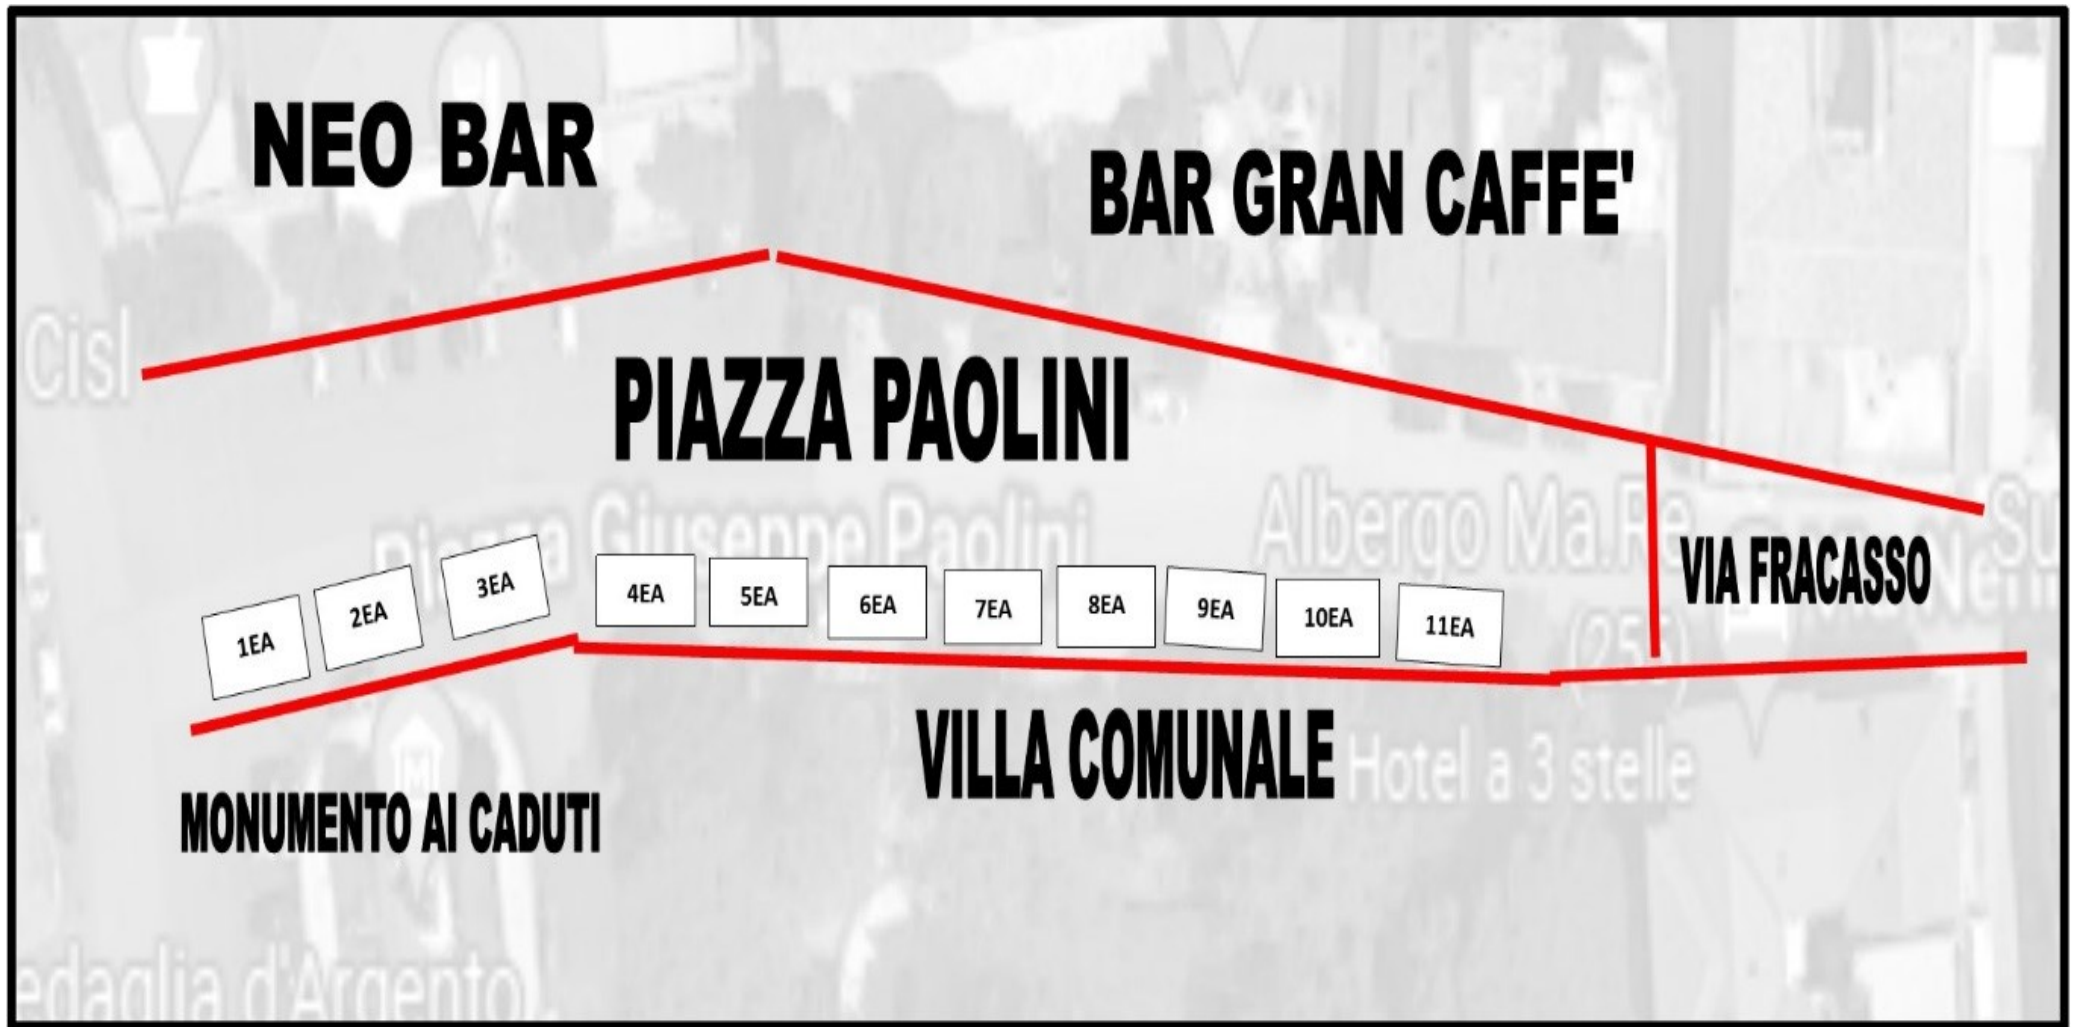 NEO BAR
BAR GRAN CAFFE'
Cisl
PIAZZA PAOLINI
Piazza Giuseppe Paolini
Albergo Ma.Re
VIA FRACASSO
1EA
2EA
3EA
4EA
5EA
6EA
7EA
8EA
9EA
10EA
11EA
VILLA COMUNALE
Hotel a 3 stelle
MONUMENTO AI CADUTI
edaglia d'Argento